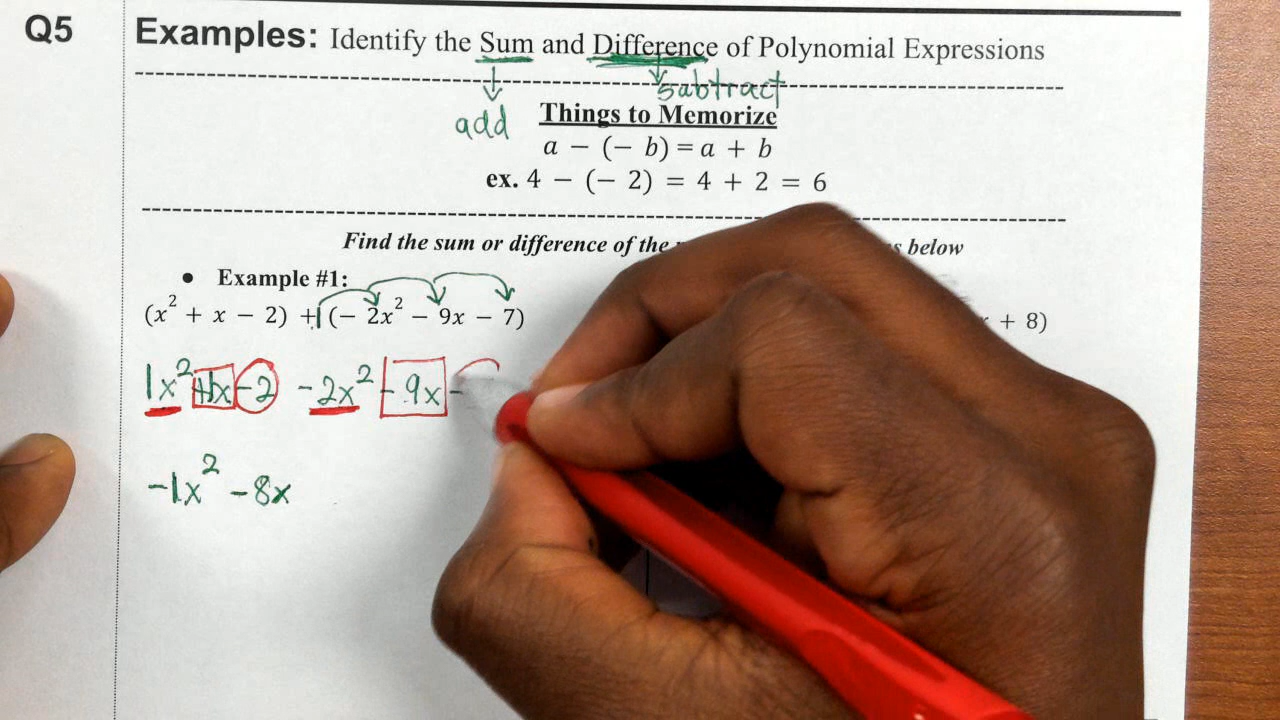 Q5 Examples: Identify the Sum and Difference of Polynomial Expressions
add subtract
Things to Memorize
a − (− b) = a + b
ex. 4 − (− 2) = 4 + 2 = 6
Find the sum or difference of the below
• Example #1:
(x² + x − 2) +1(− 2x² − 9x − 7) + 8)
1x² +1x -2 -2x² - 9x -
-1x² - 8x